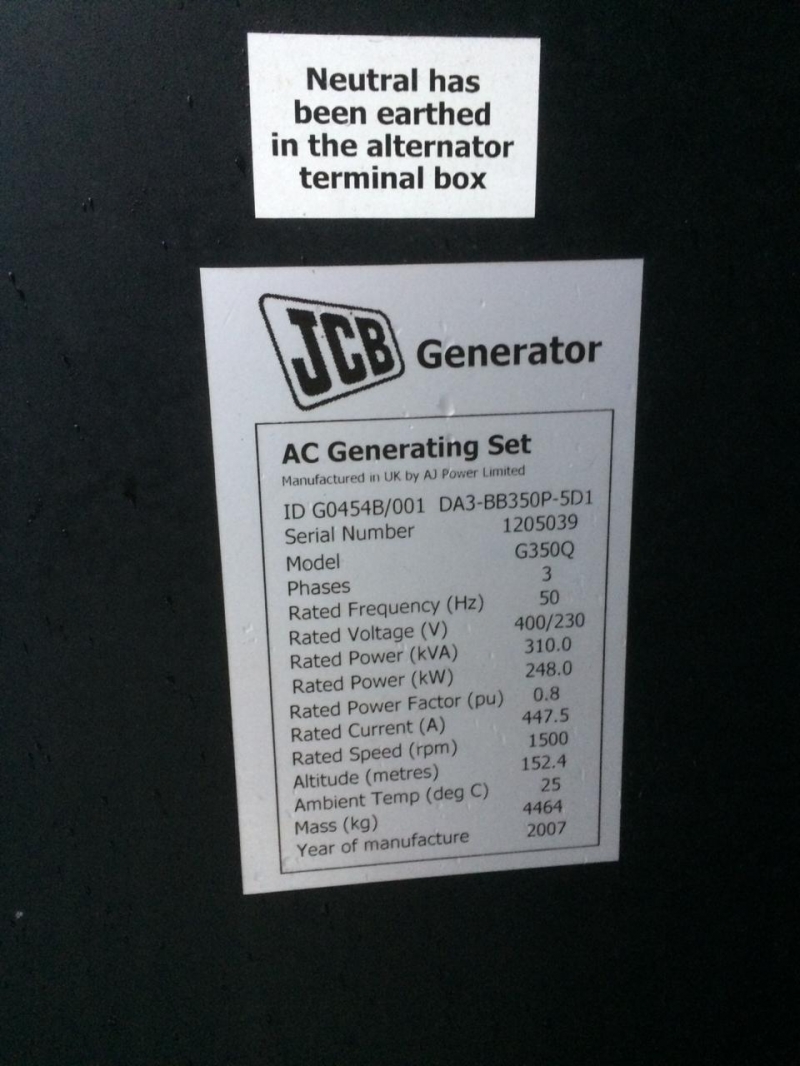 Neutral has
been earthed
in the alternator
terminal box
JCB Generator
AC Generating Set
Manufactured in UK by AJ Power Limited
ID G0454B/001 DA3-BB350P-5D1
Serial Number 1205039
Model G350Q
Phases 3
Rated Frequency (Hz) 50
Rated Voltage (V) 400/230
Rated Power (kVA) 310.0
Rated Power (kW) 248.0
Rated Power Factor (pu) 0.8
Rated Current (A) 447.5
Rated Speed (rpm) 1500
Altitude (metres) 152.4
Ambient Temp (deg C) 25
Mass (kg) 4464
Year of manufacture 2007